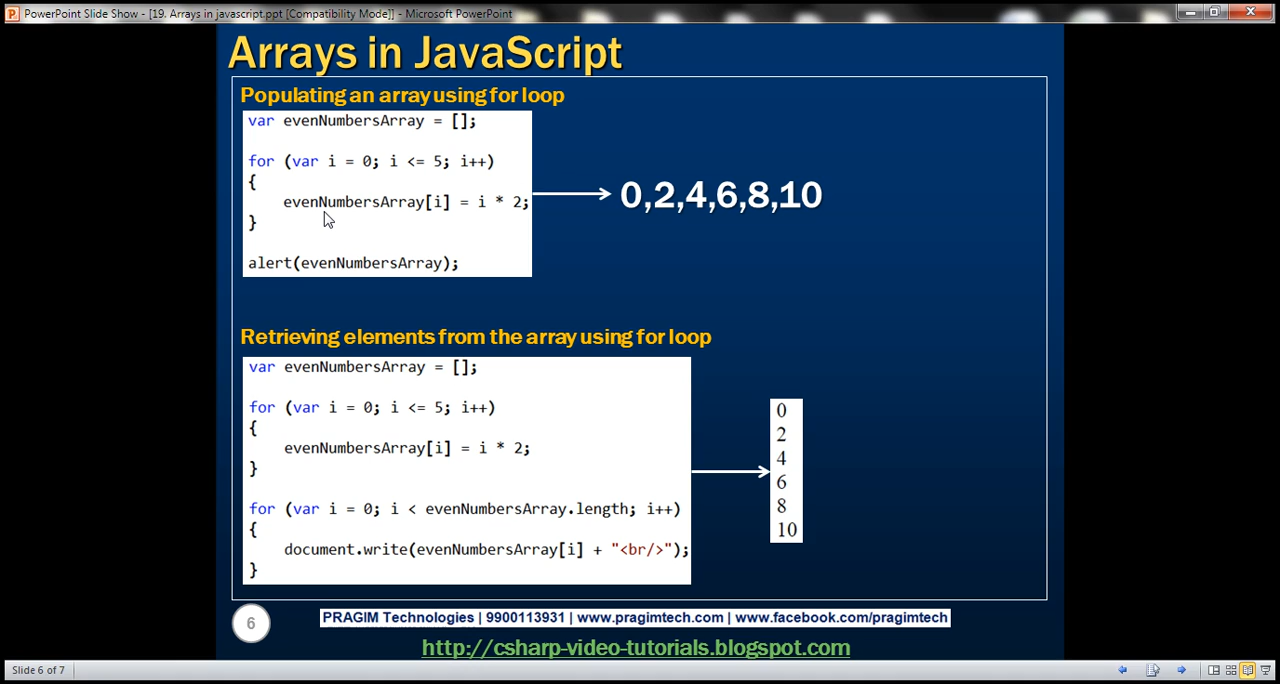 PowerPoint Slide Show - [19. Arrays in javascript.ppt [Compatibility Mode]] - Microsoft PowerPoint
Arrays in JavaScript
Populating an array using for loop
var evenNumbersArray = [];
for (var i = 0; i <= 5; i++)
{
evenNumbersArray[i] = i * 2;
}
alert(evenNumbersArray);
0,2,4,6,8,10
Retrieving elements from the array using for loop
var evenNumbersArray = [];
for (var i = 0; i <= 5; i++)
{
evenNumbersArray[i] = i * 2;
}
for (var i = 0; i < evenNumbersArray.length; i++)
{
document.write(evenNumbersArray[i] + "<br/>");
}
0
2
4
6
8
10
6
PRAGIM Technologies | 9900113931 | www.pragimtech.com | www.facebook.com/pragimtech
http://csharp-video-tutorials.blogspot.com
Slide 6 of 7